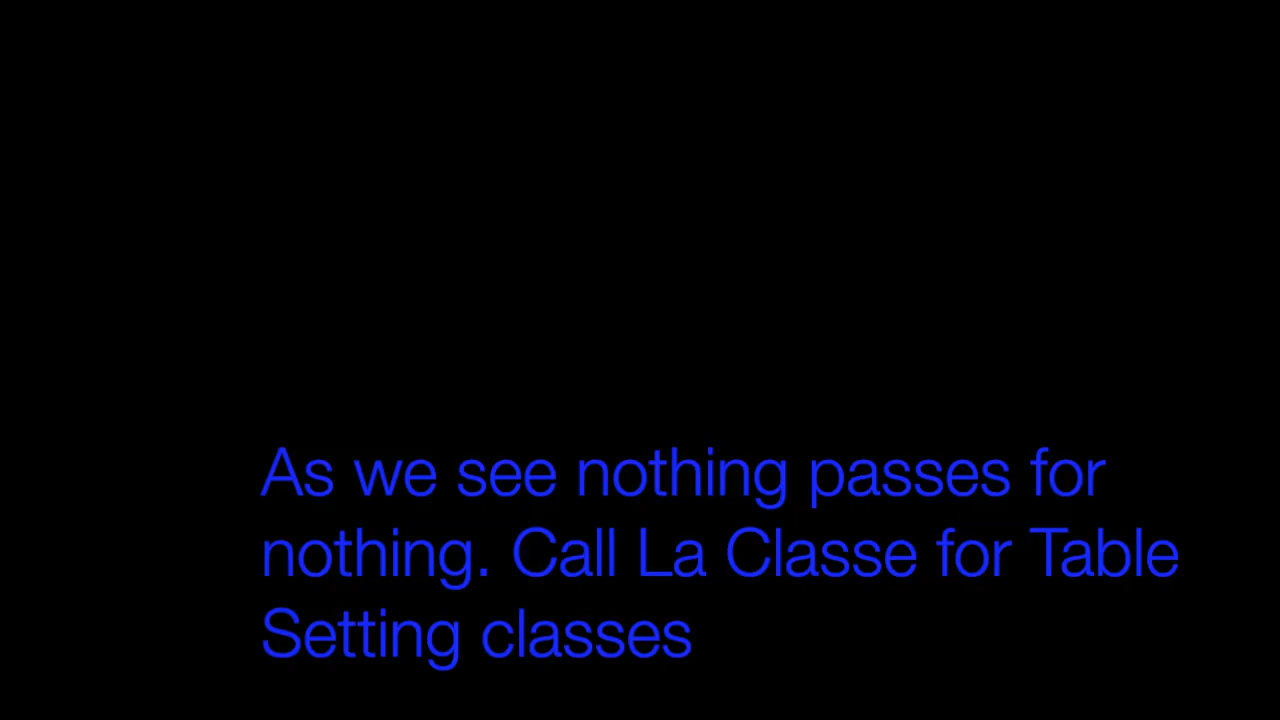 As we see nothing passes for
nothing. Call La Classe for Table
Setting classes